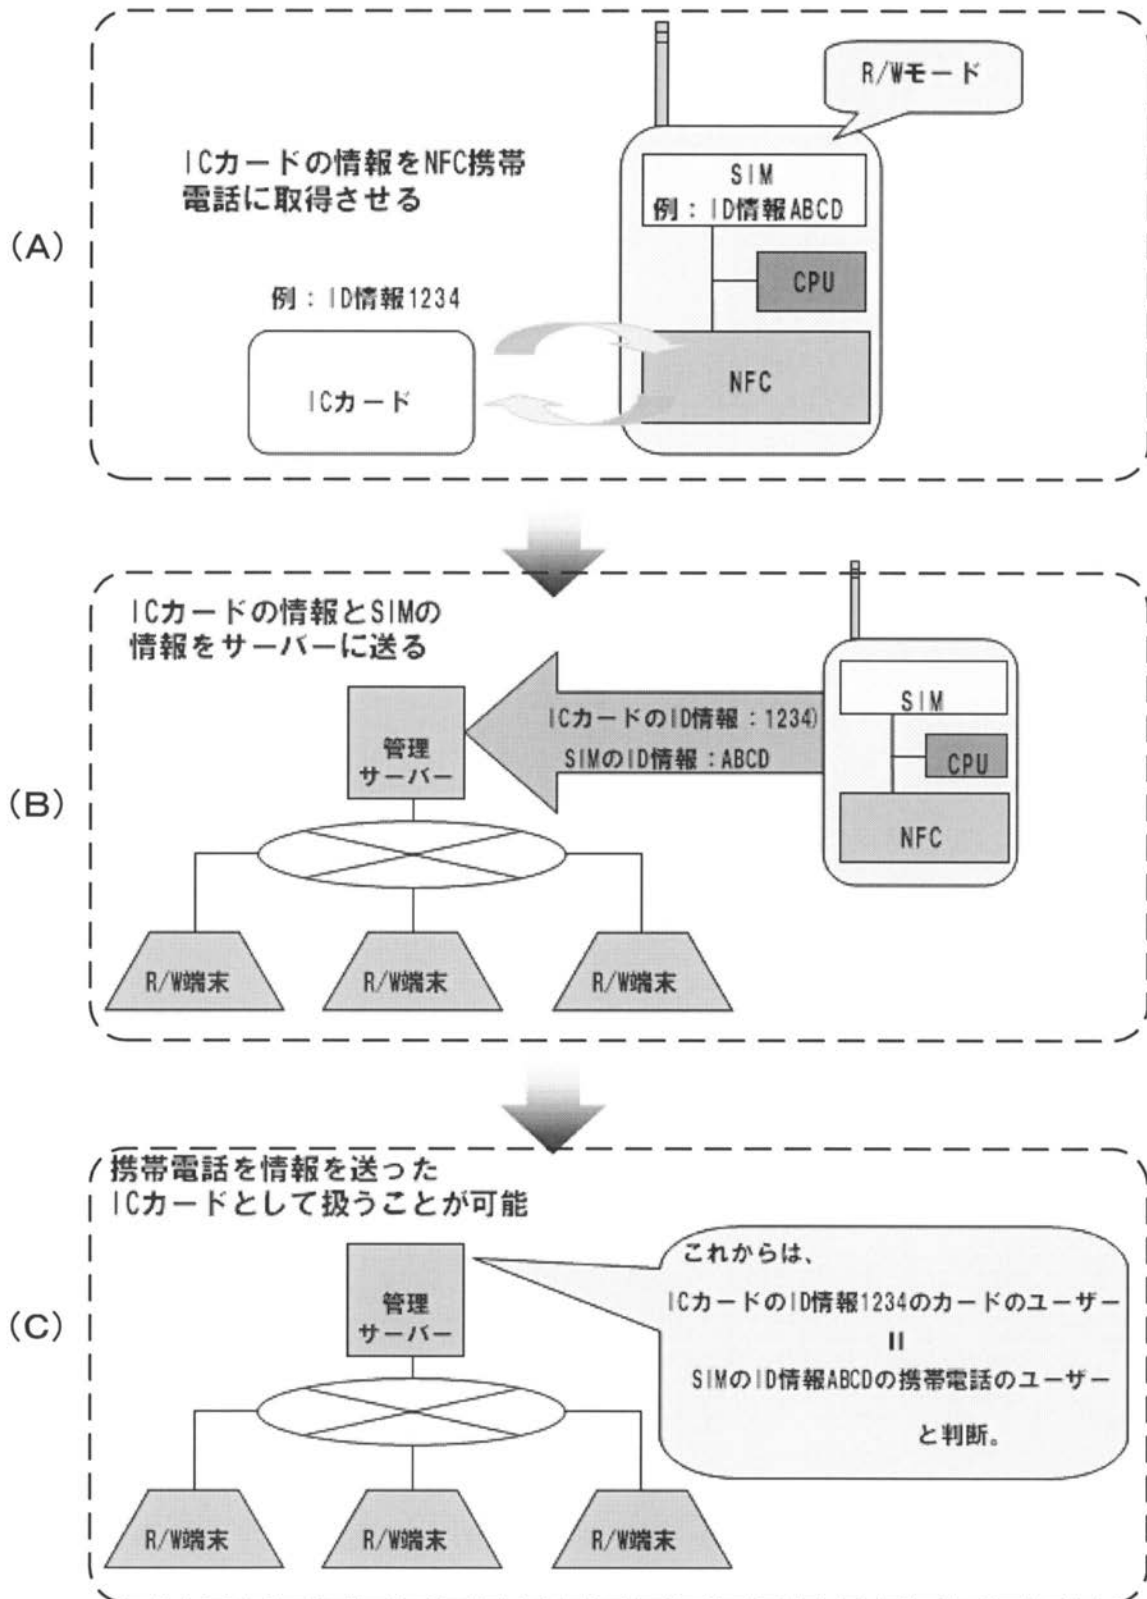 (A)
ICカードの情報をNFC携帯
電話に取得させる
R/Wモード
SIM
例：ID情報ABCD
CPU
NFC
例：ID情報1234
ICカード
(B)
ICカードの情報とSIMの
情報をサーバーに送る
管理
サーバー
ICカードのID情報：1234)
SIMのID情報：ABCD
SIM
CPU
NFC
R/W端末
R/W端末
R/W端末
(C)
携帯電話を情報を送った
ICカードとして扱うことが可能
管理
サーバー
これからは、
ICカードのID情報1234のカードのユーザー
=
SIMのID情報ABCDの携帯電話のユーザー
と判断。
R/W端末
R/W端末
R/W端末